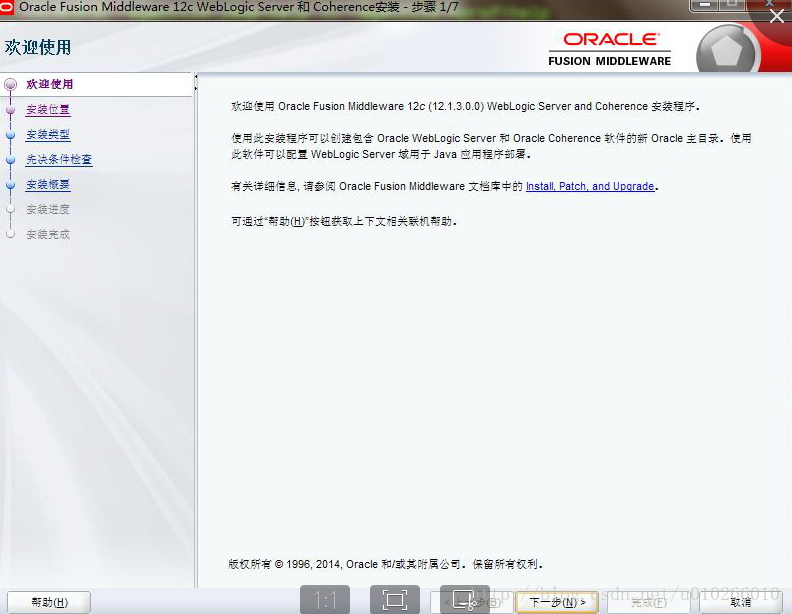 Oracle Fusion Middleware 12c WebLogic Server 和 Coherence安装 - 步骤 1/7
欢迎使用
ORACLE®
FUSION MIDDLEWARE
欢迎使用
安装位置
安装类型
先决条件检查
安装概要
安装进度
安装完成
欢迎使用 Oracle Fusion Middleware 12c (12.1.3.0.0) WebLogic Server and Coherence 安装程序。
使用此安装程序可以创建包含 Oracle WebLogic Server 和 Oracle Coherence 软件的新 Oracle 主目录。使用
此软件可以配置 WebLogic Server 域用于 Java 应用程序部署。
有关详细信息, 请参阅 Oracle Fusion Middleware 文档库中的 Install, Patch, and Upgrade。
可通过“帮助(H)”按钮获取上下文相关联机帮助。
版权所有 © 1996, 2014, Oracle 和/或其附属公司。保留所有权利。
帮助(H)
1:1
下一步(N) >
完成(F)
取消
http://blog.csdn.net/u010266010